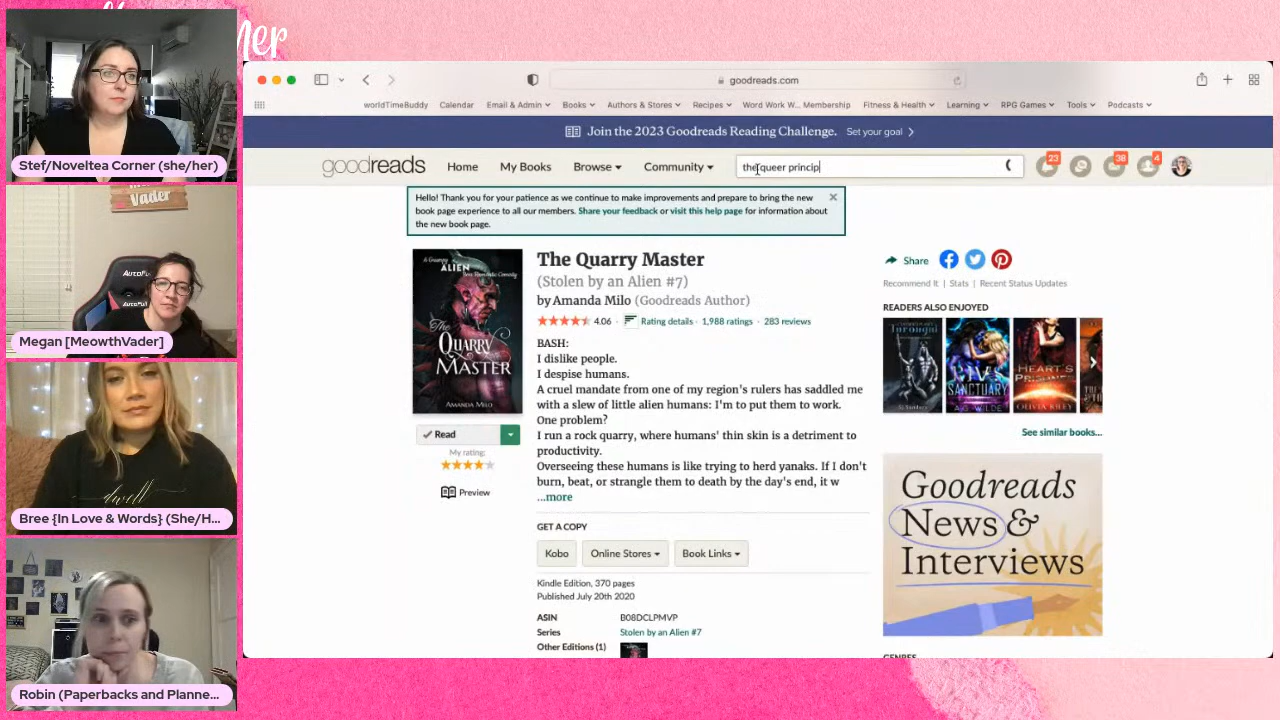 Stef/Noveltea Corner (she/her)
Megan [MeowthVader]
Bree {In Love & Words} (She/H...
Robin (Paperbacks and Planne...
goodreads.com
worldTimeBuddy
Calendar
Email & Admin
Books
Authors & Stores
Recipes
Word Work W... Membership
Fitness & Health
Learning
RPG Games
Tools
Podcasts
Join the 2023 Goodreads Reading Challenge. Set your goal
goodreads
Home
My Books
Browse
Community
the queer princip
23
38
4
Hello! Thank you for your patience as we continue to make improvements and prepare to bring the new
book page experience to all our members. Share your feedback or visit this help page for information about
the new book page.
A Grumpy
ALIEN
The
QUARRY
MASTER
AMANDA MILO
Read
My rating:
Preview
The Quarry Master
(Stolen by an Alien #7)
by Amanda Milo (Goodreads Author)
4.06 · Rating details · 1,988 ratings · 283 reviews
BASH:
I dislike people.
I despise humans.
A cruel mandate from one of my region's rulers has saddled me
with a slew of little alien humans: I'm to put them to work.
One problem?
I run a rock quarry, where humans' thin skin is a detriment to
productivity.
Overseeing these humans is like trying to herd yanaks. If I don't
burn, beat, or strangle them to death by the day's end, it w
...more
GET A COPY
Kobo
Online Stores
Book Links
Kindle Edition, 370 pages
Published July 20th 2020
ASIN B08DCLPMVP
Series Stolen by an Alien #7
Other Editions (1)
Share
Recommend It | Stats | Recent Status Updates
READERS ALSO ENJOYED
SANCTUARY
HEART'S
OLIVIA RILEY
See similar books...
Goodreads
News &
Interviews